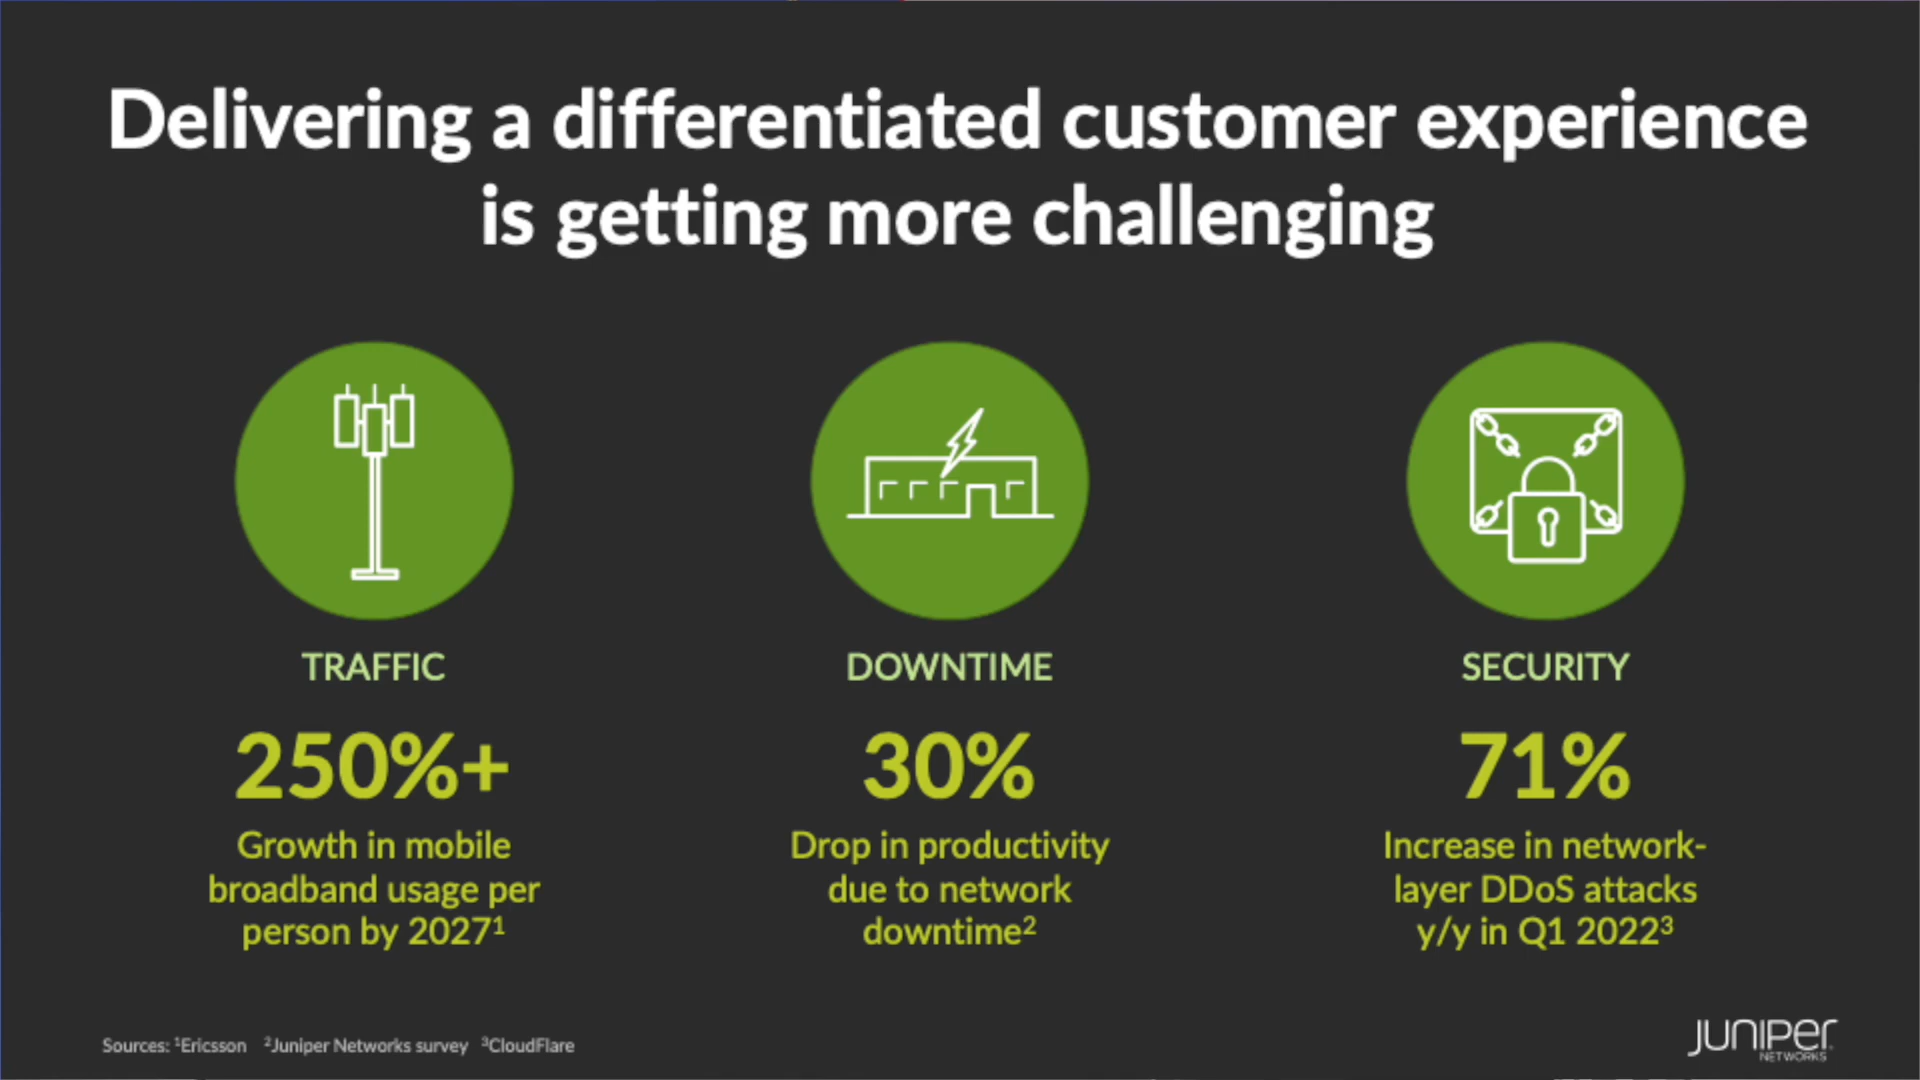 Delivering a differentiated customer experience
is getting more challenging
TRAFFIC
250%+
Growth in mobile
broadband usage per
person by 2027¹
DOWNTIME
30%
Drop in productivity
due to network
downtime²
SECURITY
71%
Increase in network-
layer DDoS attacks
y/y in Q1 2022³
Sources: ¹Ericsson ²Juniper Networks survey ³CloudFlare
JUNIPEr
NETWORKS